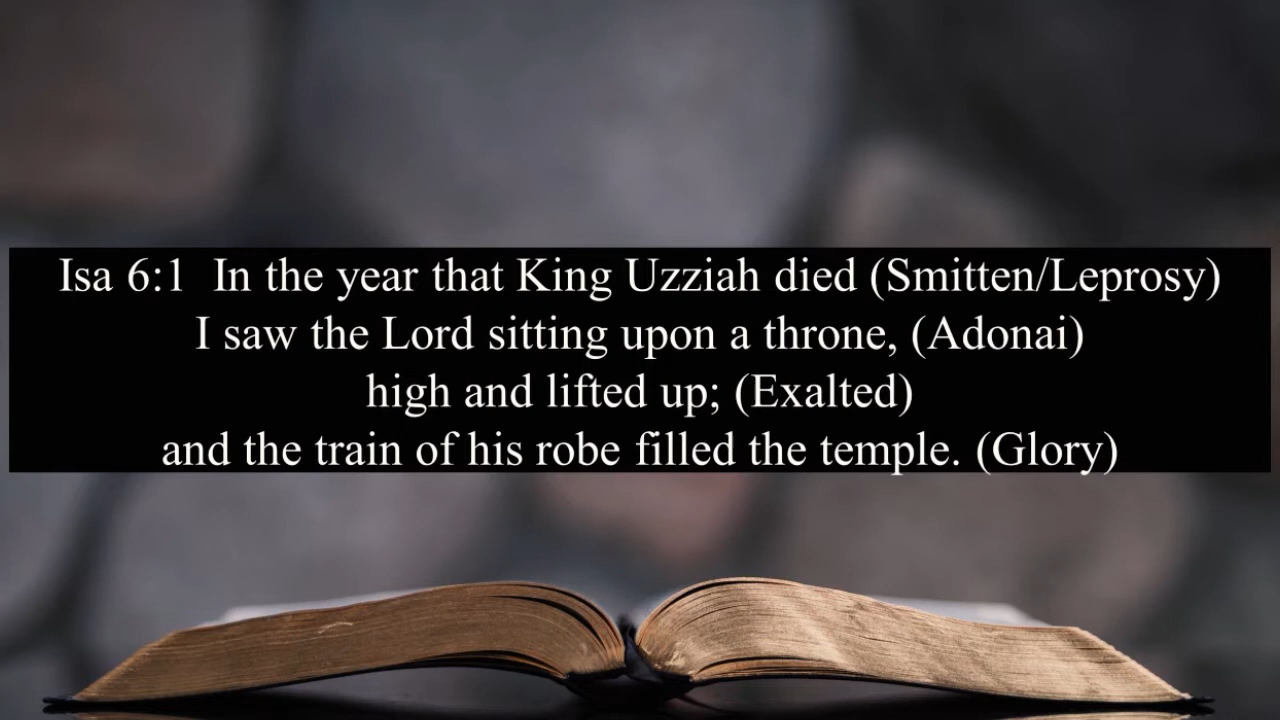 Isa 6:1  In the year that King Uzziah died (Smitten/Leprosy)
I saw the Lord sitting upon a throne, (Adonai)
high and lifted up; (Exalted)
and the train of his robe filled the temple. (Glory)